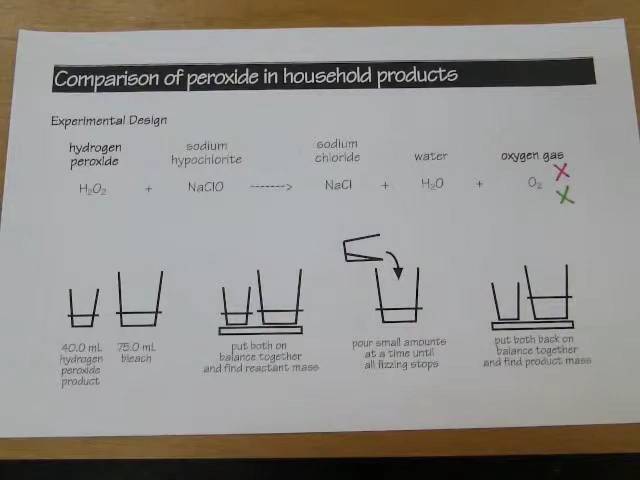 Comparison of peroxide in household products
Experimental Design
hydrogen peroxide
sodium hypochlorite
sodium chloride
water
oxygen gas
H₂O₂ + NaClO -------> NaCl + H₂O + O₂
X
X
40.0 mL
hydrogen
peroxide
product
75.0 mL
bleach
put both on
balance together
and find reactant mass
pour small amounts
at a time until
all fizzing stops
put both back on
balance together
and find product mass